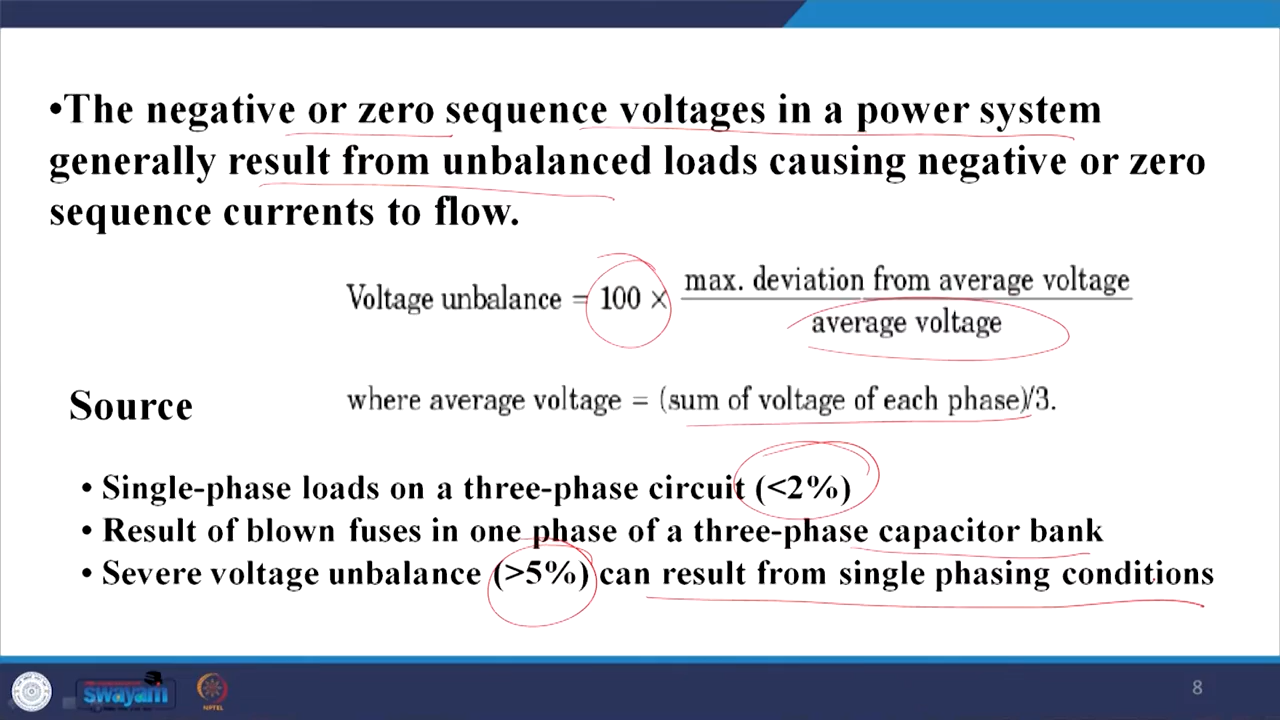 •The negative or zero sequence voltages in a power system
generally result from unbalanced loads causing negative or zero
sequence currents to flow.
Voltage unbalance = 100 × max. deviation from average voltage
average voltage
where average voltage = (sum of voltage of each phase)/3.
Source
• Single-phase loads on a three-phase circuit (<2%)
• Result of blown fuses in one phase of a three-phase capacitor bank
• Severe voltage unbalance (>5%) can result from single phasing conditions
swayam
NPTEL
8